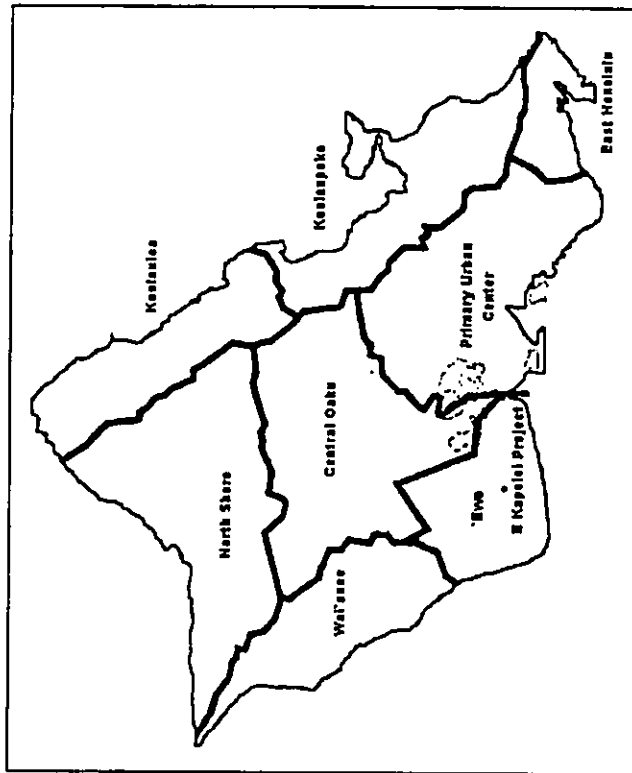 Koolauloa
Koolaupoko
North Shore
Central Oahu
Wai'anae
Primary Urban
Center
'Ewa
E Kapolei Project
East Honolulu